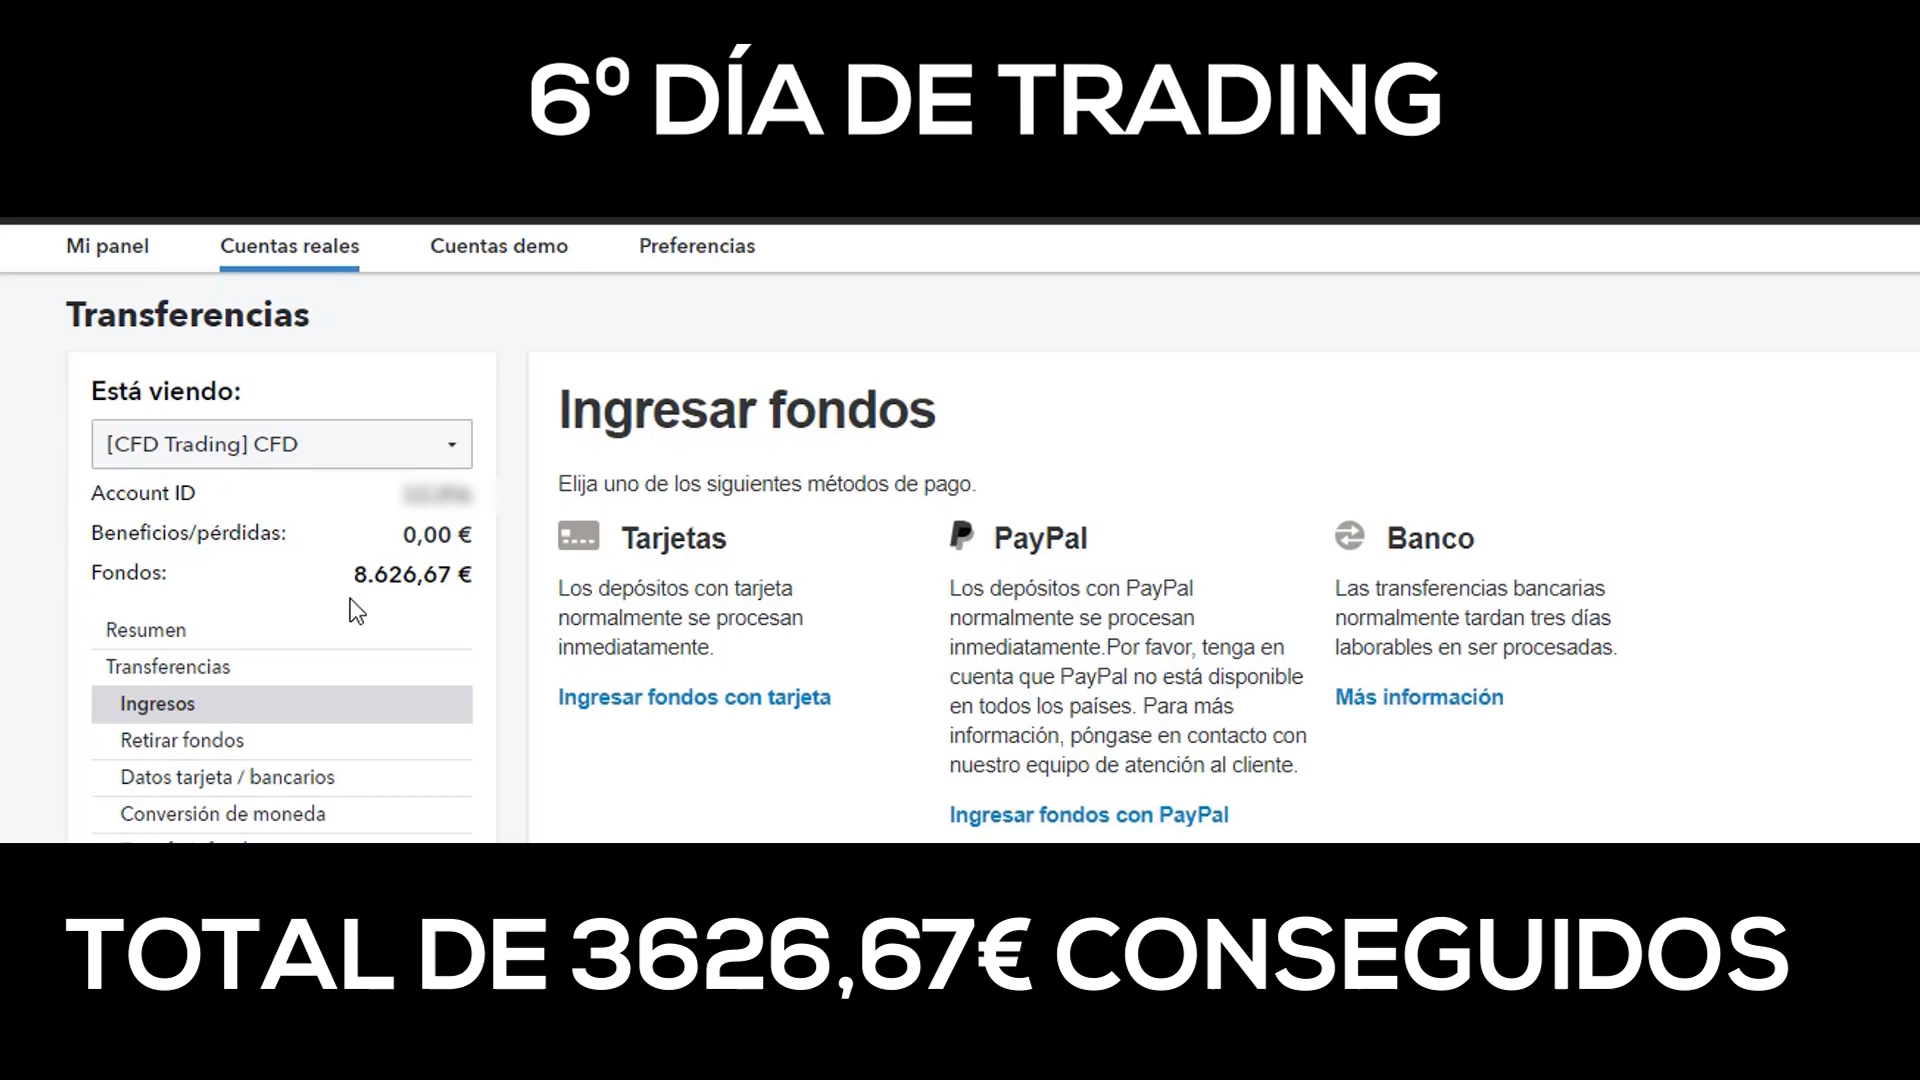 6º DÍA DE TRADING
Mi panel
Cuentas reales
Cuentas demo
Preferencias
Transferencias
Está viendo:
[CFD Trading] CFD
Account ID
Beneficios/pérdidas: 0,00 €
Fondos: 8.626,67 €
Resumen
Transferencias
Ingresos
Retirar fondos
Datos tarjeta / bancarios
Conversión de moneda
Ingresar fondos
Elija uno de los siguientes métodos de pago.
Tarjetas
Los depósitos con tarjeta
normalmente se procesan
inmediatamente.
Ingresar fondos con tarjeta
PayPal
Los depósitos con PayPal
normalmente se procesan
inmediatamente.Por favor, tenga en
cuenta que PayPal no está disponible
en todos los países. Para más
información, póngase en contacto con
nuestro equipo de atención al cliente.
Ingresar fondos con PayPal
Banco
Las transferencias bancarias
normalmente tardan tres días
laborables en ser procesadas.
Más información
TOTAL DE 3626,67€ CONSEGUIDOS